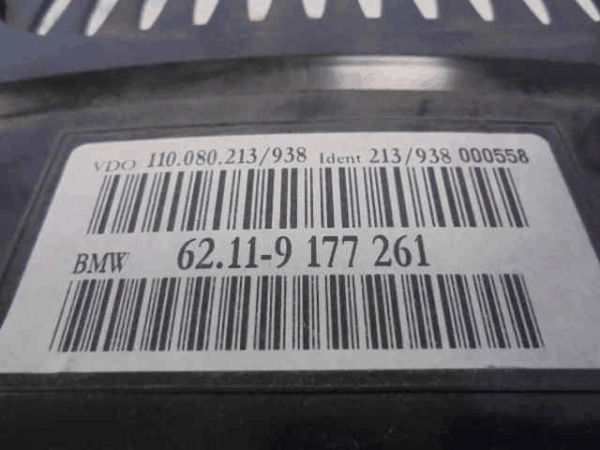 VDO 110.080.213/938 Ident 213/938 000558
BMW 62.11-9 177 261